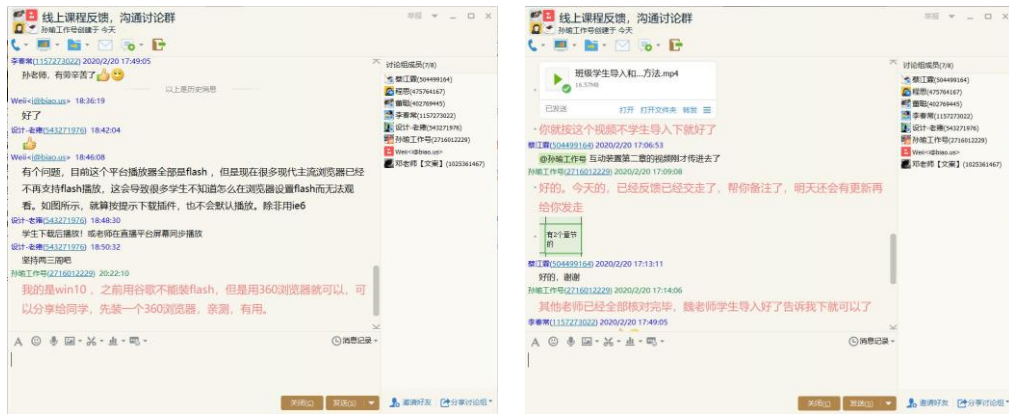 线上课程反馈，沟通讨论群
孙瑜工作号创建于 今天
举报
李春常(1157273022) 2020/2/20 17:49:05
孙老师，有劳辛苦了
以上是历史消息
Weii<i@biao.us> 18:36:19
好了
设计-老穗(543271976) 18:42:04
Weii<i@biao.us> 18:46:08
有个问题，目前这个平台播放器全部是flash ，但是现在很多现代主流浏览器已经
不再支持flash播放，这会导致很多学生不知道怎么在浏览器设置flash而无法观
看。如图所示，就算按提示下载插件，也不会默认播放。除非用ie6
(543271976) 18:48:30
学生下载后播放！或老师在直播平台屏幕同步播放
(543271976) 18:50:32
坚持两三周吧
孙瑜工作号(2716012229) 20:22:10
我的是win10 ，之前用谷歌不能装flash，但是用360浏览器就可以，可
以分享给同学，先装一个360浏览器，亲测，有用。
消息记录
关闭(C) 发送(S)
讨论组成员(7/8)
蔡江霖(504499164)
程思(475764167)
董聪(402769445)
李春常(1157273022)
(543271976)
孙瑜工作号(2716012229)
Weii<i@biao.us>
邓老师【文案】(1025361467)
邀请好友 分享讨论组
线上课程反馈，沟通讨论群
孙瑜工作号创建于 今天
举报
班级学生导入和...方法.mp4
16.57MB
已发送 打开 打开文件夹 转发
你就按这个视频不学生导入下就好了
蔡江霖(504499164) 2020/2/20 17:06:53
@孙瑜工作号 互动装置第二章的视频刚才传进去了
孙瑜工作号(2716012229) 2020/2/20 17:09:08
好的。今天的，已经反馈已经交走了，帮你备注了，明天还会有更新再
给你发走
有2个章节
的
蔡江霖(504499164) 2020/2/20 17:13:11
好的，谢谢
孙瑜工作号(2716012229) 2020/2/20 17:14:06
其他老师已经全部核对完毕，魏老师学生导入好了告诉我下就可以了
李春常(1157273022) 2020/2/20 17:49:05
消息记录
关闭(C) 发送(S)
讨论组成员(7/8)
蔡江霖(504499164)
程思(475764167)
董聪(402769445)
李春常(1157273022)
(543271976)
孙瑜工作号(2716012229)
Weii<i@biao.us>
邓老师【文案】(1025361467)
邀请好友 分享讨论组